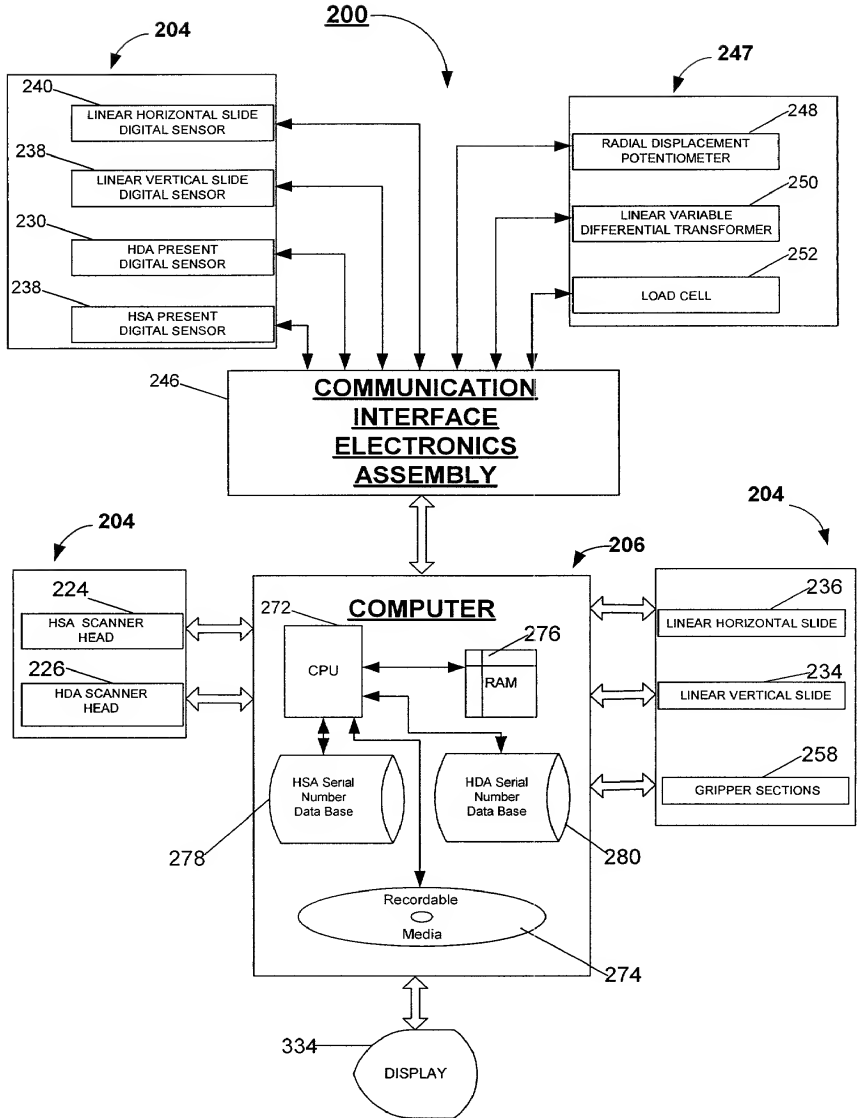 200
204
240
LINEAR HORIZONTAL SLIDE
DIGITAL SENSOR
238
LINEAR VERTICAL SLIDE
DIGITAL SENSOR
230
HDA PRESENT
DIGITAL SENSOR
238
HSA PRESENT
DIGITAL SENSOR
247
248
RADIAL DISPLACEMENT
POTENTIOMETER
250
LINEAR VARIABLE
DIFFERENTIAL TRANSFORMER
252
LOAD CELL
246
COMMUNICATION
INTERFACE
ELECTRONICS
ASSEMBLY
204
224
HSA SCANNER
HEAD
226
HDA SCANNER
HEAD
206
COMPUTER
272
CPU
276
RAM
HSA Serial
Number
Data Base
278
HDA Serial
Number
Data Base
280
Recordable
Media
274
204
236
LINEAR HORIZONTAL SLIDE
234
LINEAR VERTICAL SLIDE
258
GRIPPER SECTIONS
334
DISPLAY